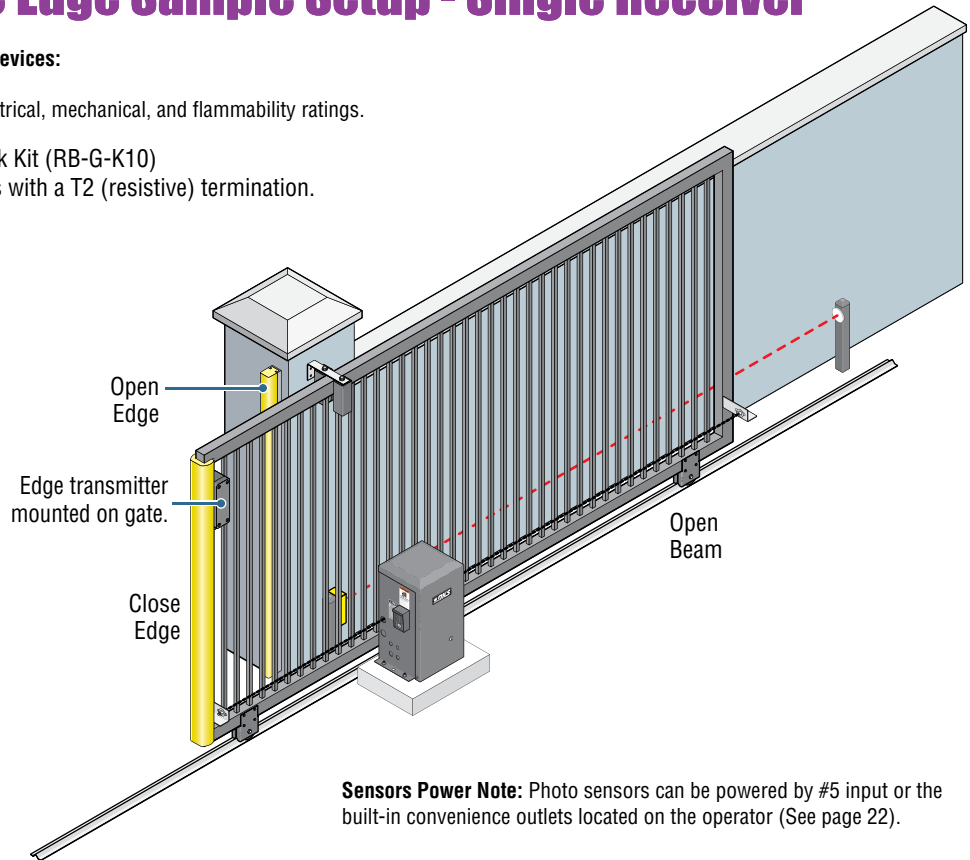 Edge Sample Setup - Single Receiver
evices:
trical, mechanical, and flammability ratings.
k Kit (RB-G-K10)
s with a T2 (resistive) termination.
Open
Edge
Edge transmitter
mounted on gate.
Close
Edge
Open
Beam
Sensors Power Note: Photo sensors can be powered by #5 input or the
built-in convenience outlets located on the operator (See page 22).